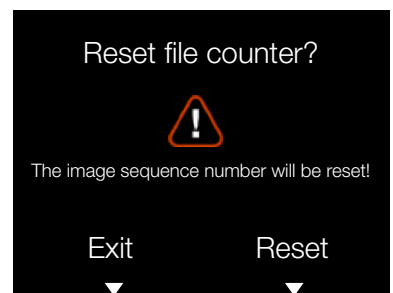 Reset file counter?
!
The image sequence number will be reset!
Exit Reset